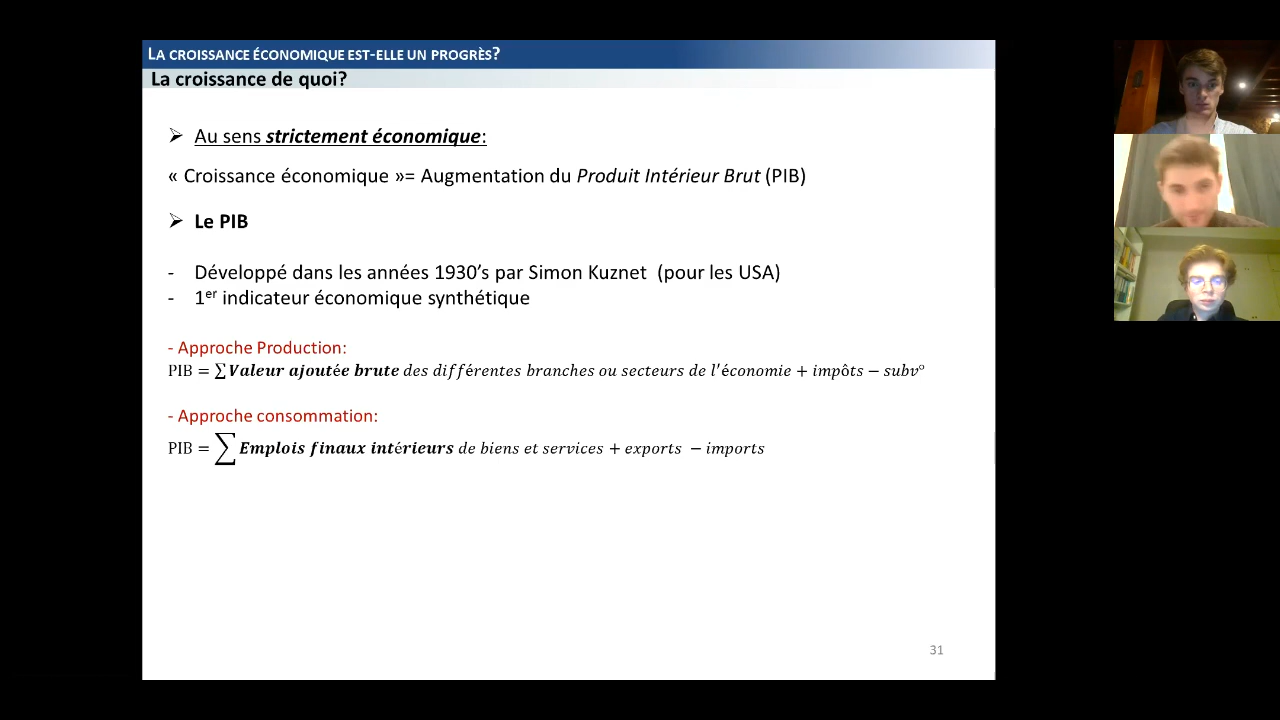 LA CROISSANCE ÉCONOMIQUE EST-ELLE UN PROGRÈS?
La croissance de quoi?
➢ Au sens strictement économique:
« Croissance économique »= Augmentation du Produit Intérieur Brut (PIB)
➢ Le PIB
- Développé dans les années 1930’s par Simon Kuznet (pour les USA)
- 1er indicateur économique synthétique
- Approche Production:
PIB = ∑ Valeur ajoutée brute des différentes branches ou secteurs de l′économie + impôts − subv°
- Approche consommation:
PIB = ∑ Emplois finaux intérieurs de biens et services + exports − imports
31